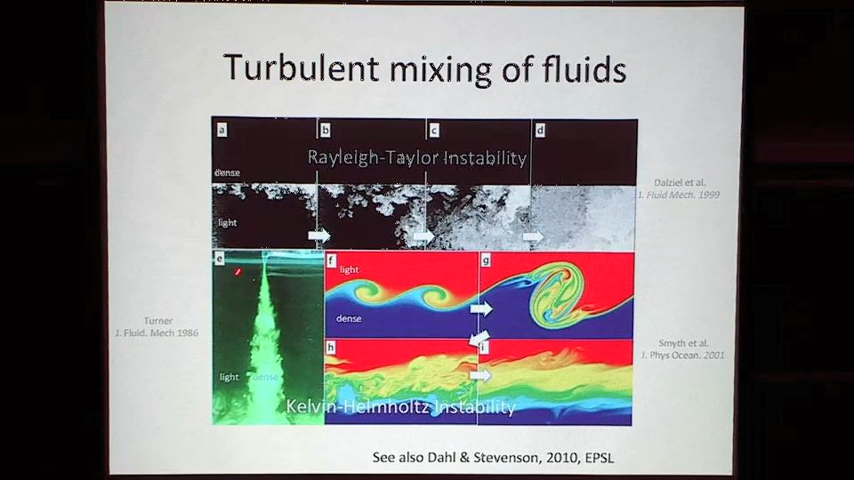 Turbulent mixing of fluids
a
b
c
d
Rayleigh-Taylor Instability
dense
light
Dalziel et al.
J. Fluid Mech. 1999
e
f
g
light
dense
Turner
J. Fluid. Mech 1986
h
i
Smyth et al.
J. Phys Ocean. 2001
light
dense
Kelvin-Helmholtz Instability
See also Dahl & Stevenson, 2010, EPSL